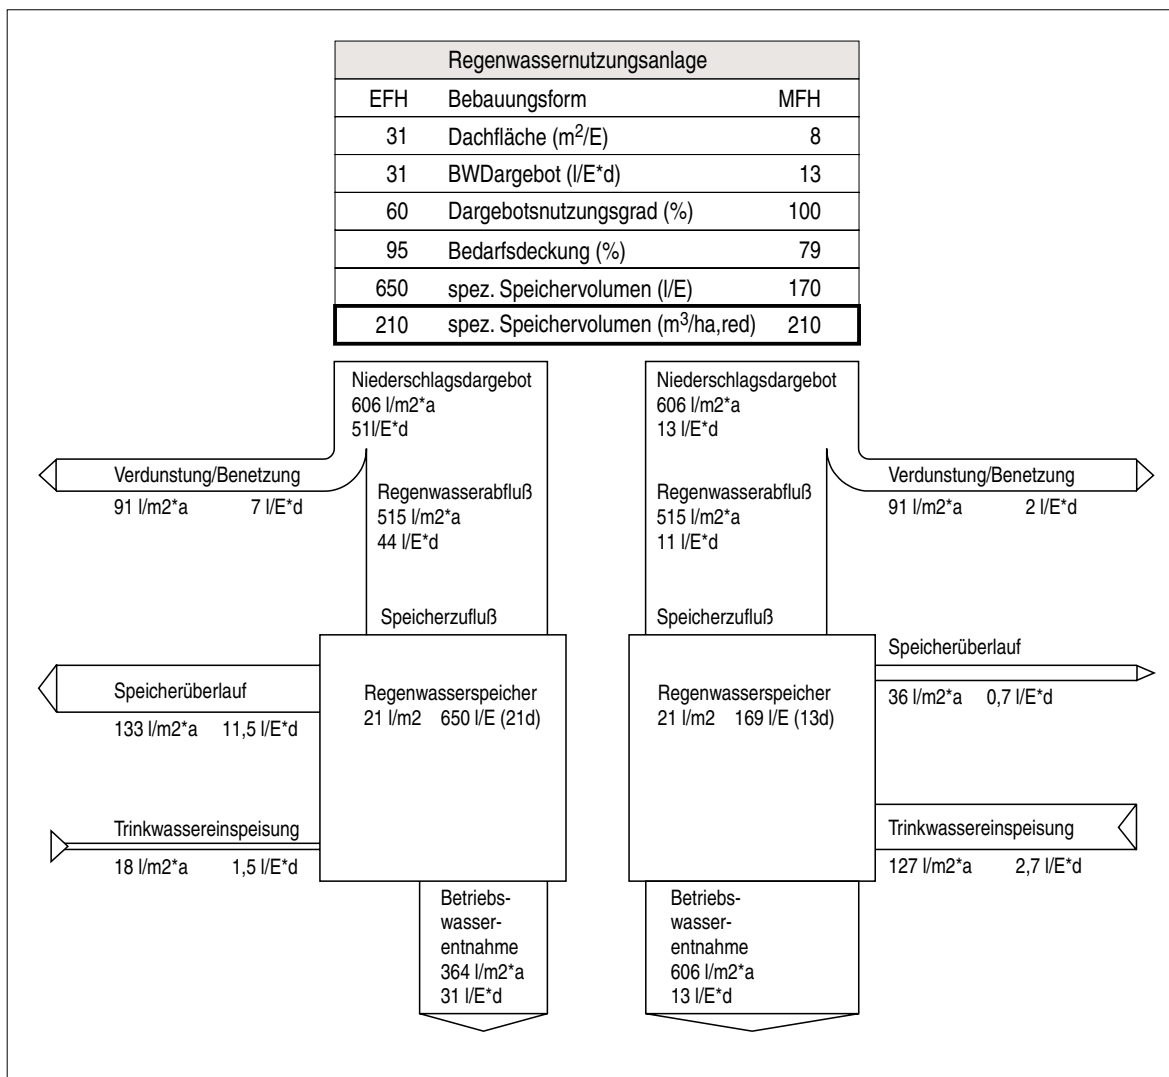 Regenwassernutzungsanlage
EFH Bebauungsform MFH
31 Dachfläche (m²/E) 8
31 BWDargebot (l/E*d) 13
60 Dargebotsnutzungsgrad (%) 100
95 Bedarfsdeckung (%) 79
650 spez. Speichervolumen (l/E) 170
210 spez. Speichervolumen (m³/ha,red) 210
Niederschlagsdargebot
606 l/m2*a
51l/E*d
Verdunstung/Benetzung
91 l/m2*a 7 l/E*d
Regenwasserabfluß
515 l/m2*a
44 l/E*d
Speicherzufluß
Speicherüberlauf
133 l/m2*a 11,5 l/E*d
Regenwasserspeicher
21 l/m2 650 l/E (21d)
Trinkwassereinspeisung
18 l/m2*a 1,5 l/E*d
Betriebs-
wasser-
entnahme
364 l/m2*a
31 l/E*d
Niederschlagsdargebot
606 l/m2*a
13 l/E*d
Verdunstung/Benetzung
91 l/m2*a 2 l/E*d
Regenwasserabfluß
515 l/m2*a
11 l/E*d
Speicherzufluß
Speicherüberlauf
36 l/m2*a 0,7 l/E*d
Regenwasserspeicher
21 l/m2 169 l/E (13d)
Trinkwassereinspeisung
127 l/m2*a 2,7 l/E*d
Betriebs-
wasser-
entnahme
606 l/m2*a
13 l/E*d